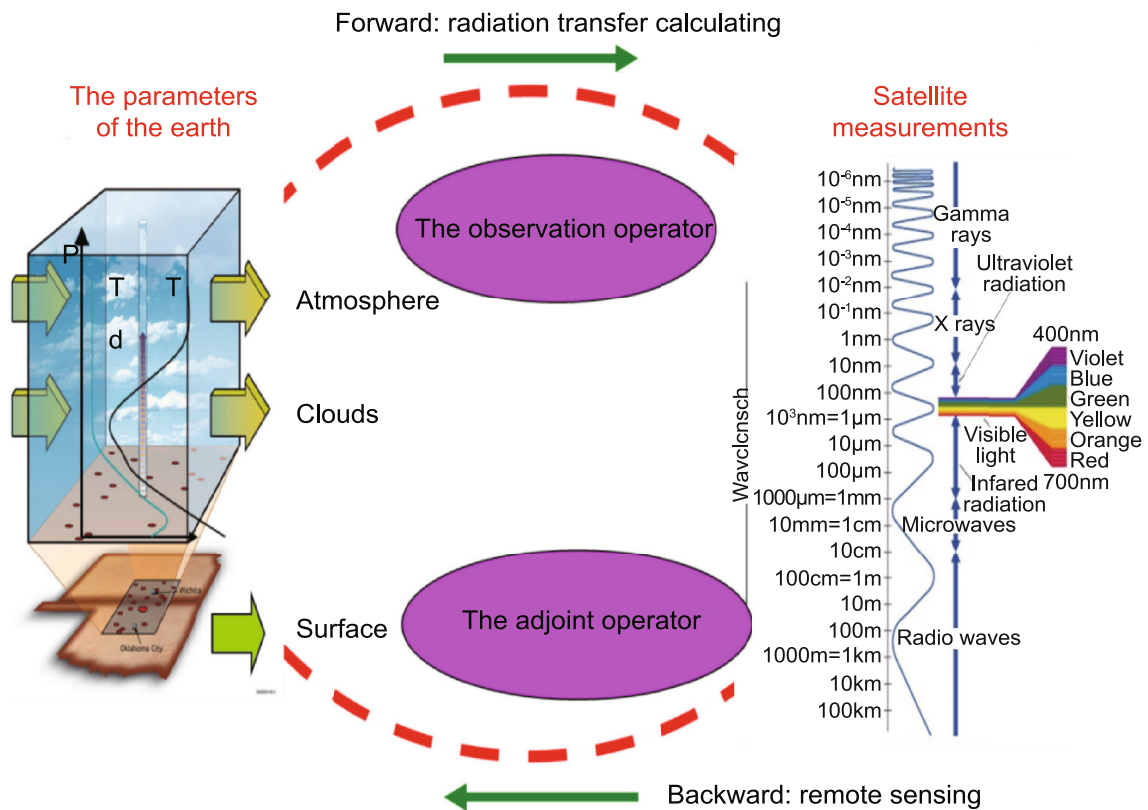 Forward: radiation transfer calculating
The parameters
of the earth
Satellite
measurements
P
T
T
d
Atmosphere
Clouds
Surface
Wichita
Oklahoma City
The observation operator
The adjoint operator
Wavclcnsch
10⁻⁶nm
10⁻⁵nm
10⁻⁴nm
10⁻³nm
10⁻²nm
10⁻¹nm
1nm
10nm
100nm
10³nm=1μm
10μm
100μm
1000μm=1mm
10mm=1cm
10cm
100cm=1m
10m
100m
1000m=1km
10km
100km
Gamma
rays
Ultraviolet
radiation
X rays
400nm
Violet
Blue
Green
Yellow
Orange
Red
700nm
Visible
light
Infared
radiation
Microwaves
Radio waves
Backward: remote sensing